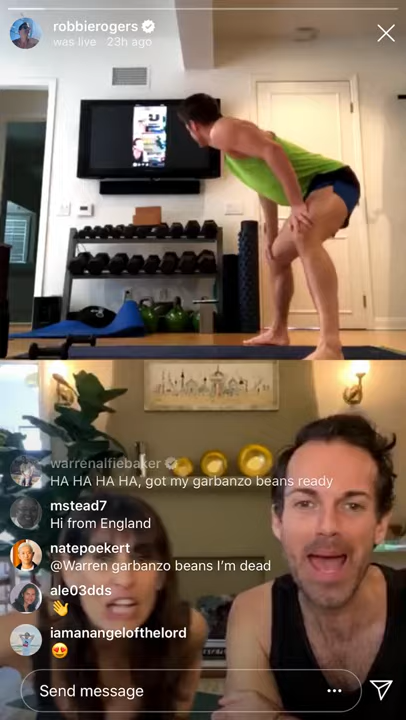 robbierogers
was live · 23h ago
warrenalfiebaker
HA HA HA HA, got my garbanzo beans ready
mstead7
Hi from England
natepoekert
@Warren garbanzo beans I'm dead
ale03dds
👋
iamanangelofthelord
😍
Send message